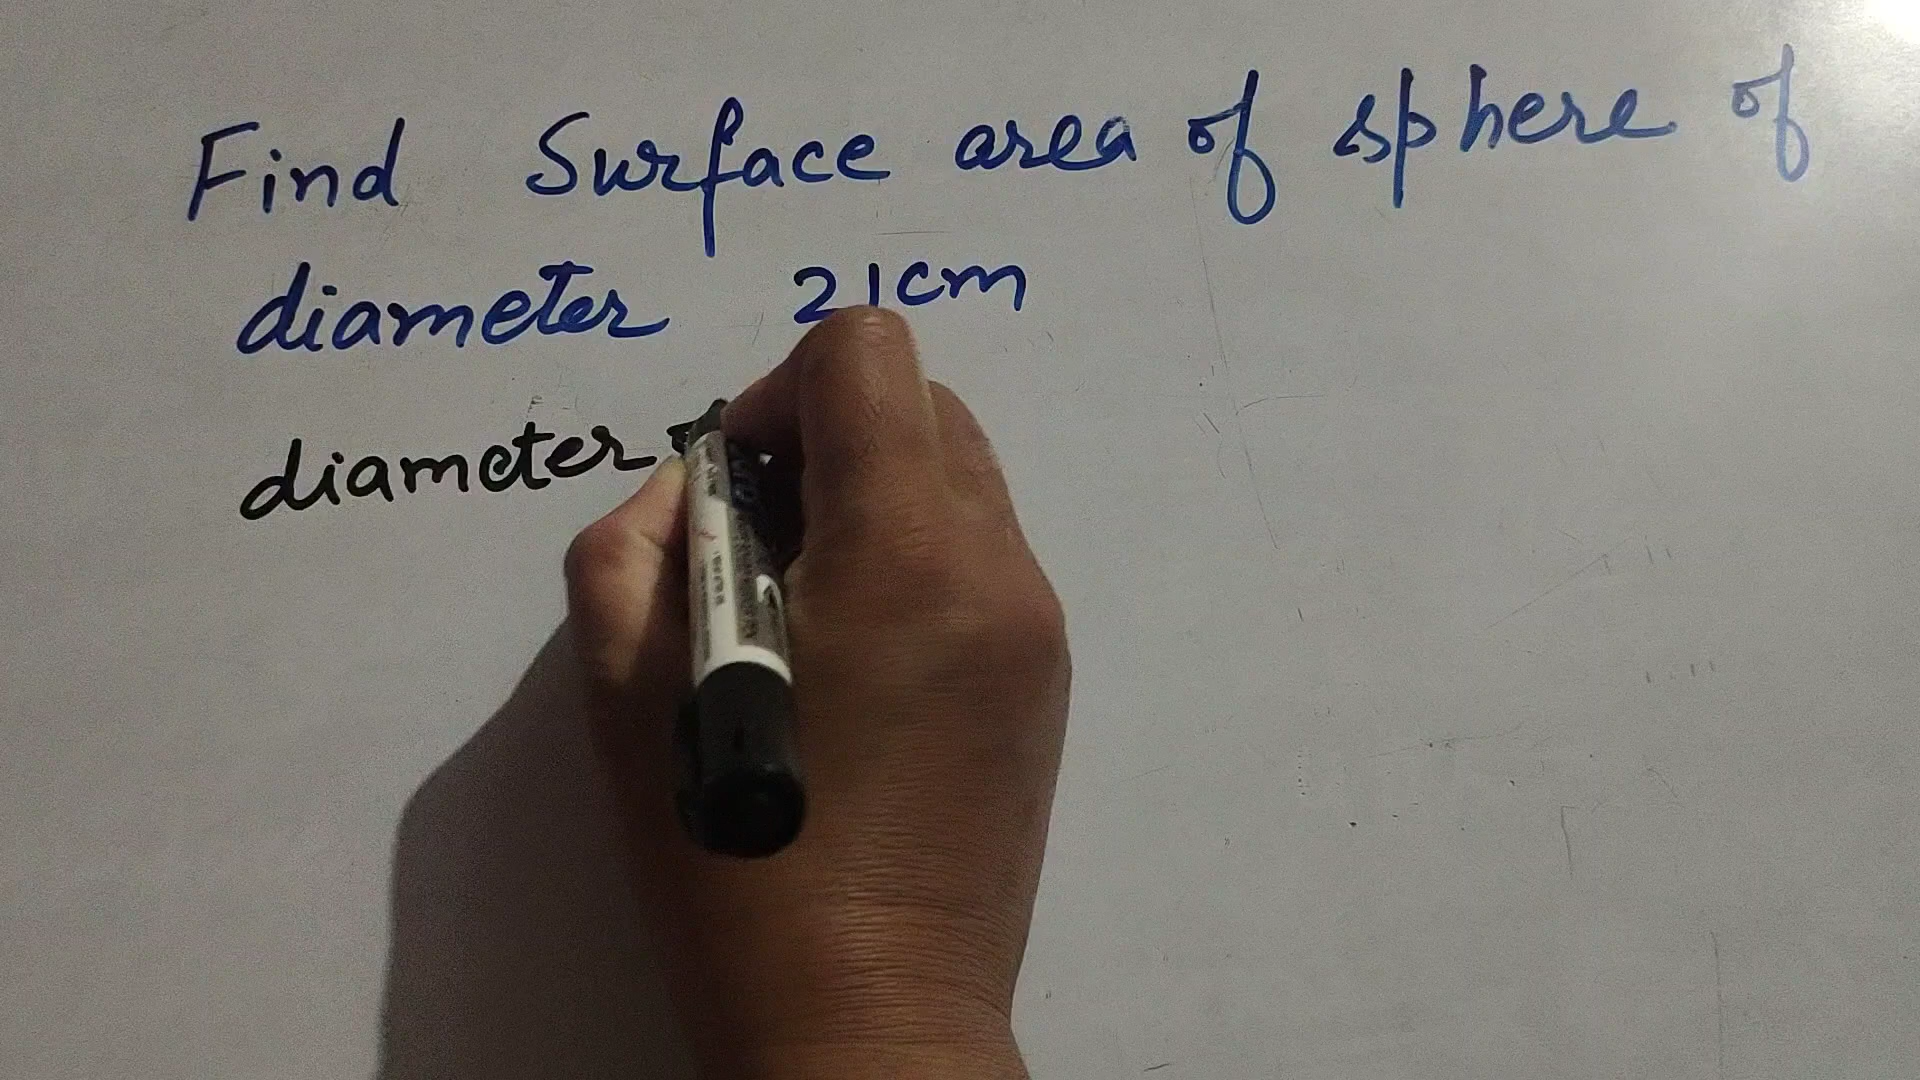 Find Surface area of sphere of
diameter 21cm
diameter